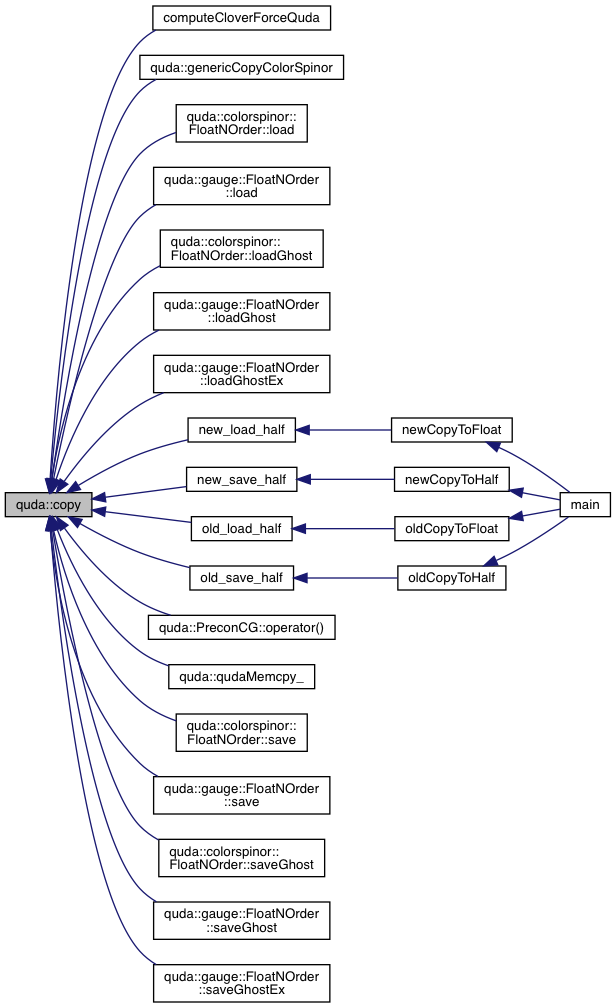 computeCloverForceQuda
quda::genericCopyColorSpinor
quda::colorspinor::
FloatNOrder::load
quda::gauge::FloatNOrder
::load
quda::colorspinor::
FloatNOrder::loadGhost
quda::gauge::FloatNOrder
::loadGhost
quda::gauge::FloatNOrder
::loadGhostEx
new_load_half
newCopyToFloat
new_save_half
newCopyToHalf
quda::copy
main
old_load_half
oldCopyToFloat
old_save_half
oldCopyToHalf
quda::PreconCG::operator()
quda::qudaMemcpy_
quda::colorspinor::
FloatNOrder::save
quda::gauge::FloatNOrder
::save
quda::colorspinor::
FloatNOrder::saveGhost
quda::gauge::FloatNOrder
::saveGhost
quda::gauge::FloatNOrder
::saveGhostEx